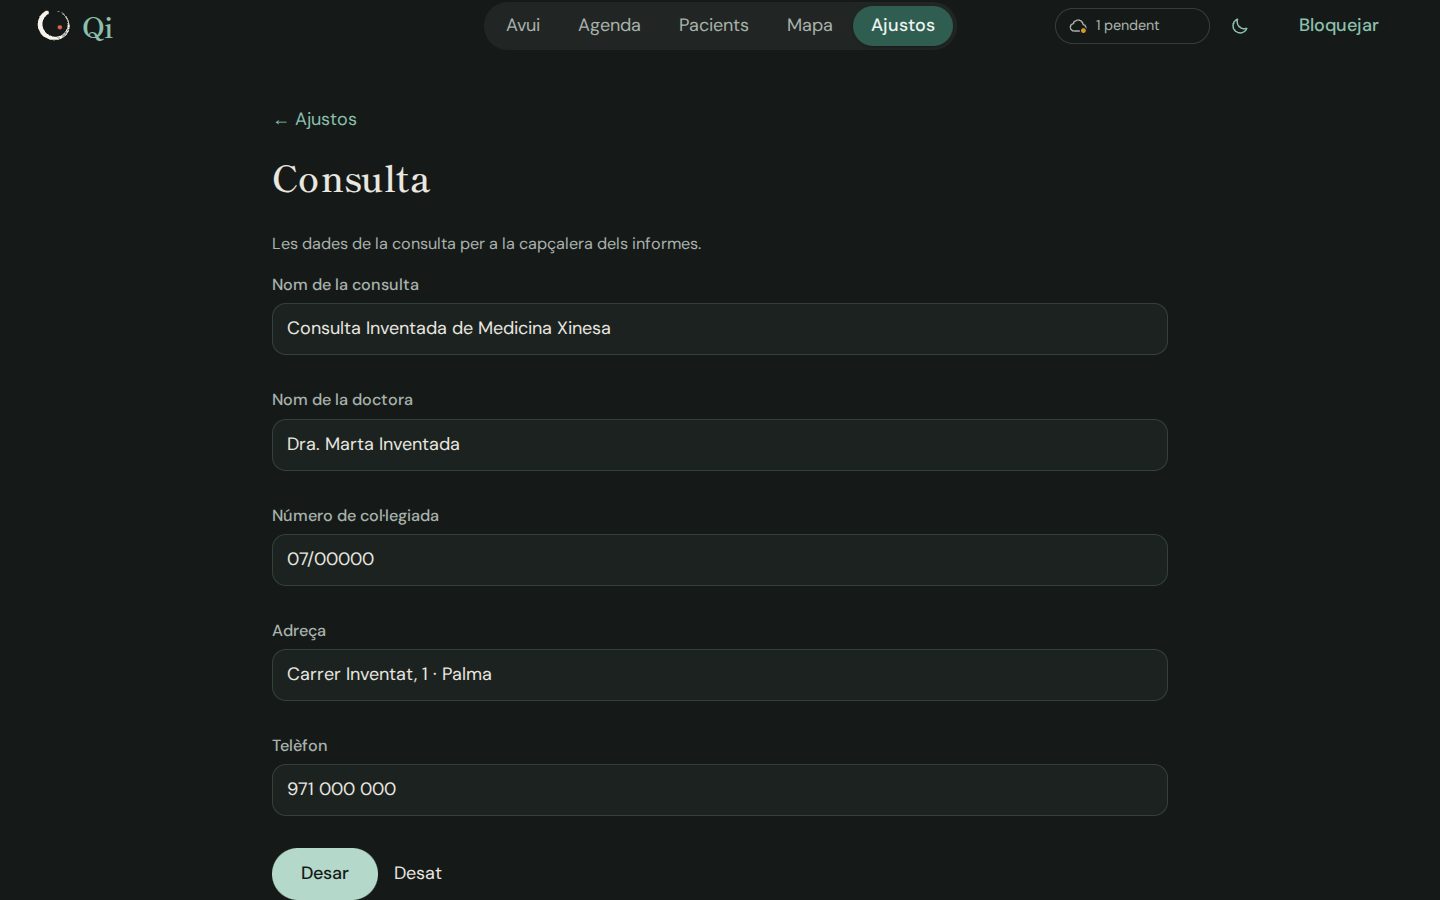 Qi
Avui
Agenda
Pacients
Mapa
Ajustos
1 pendent
Bloquejar
← Ajustos
Consulta
Les dades de la consulta per a la capçalera dels informes.
Nom de la consulta
Consulta Inventada de Medicina Xinesa
Nom de la doctora
Dra. Marta Inventada
Número de col·legiada
07/00000
Adreça
Carrer Inventat, 1 · Palma
Telèfon
971 000 000
Desar
Desat